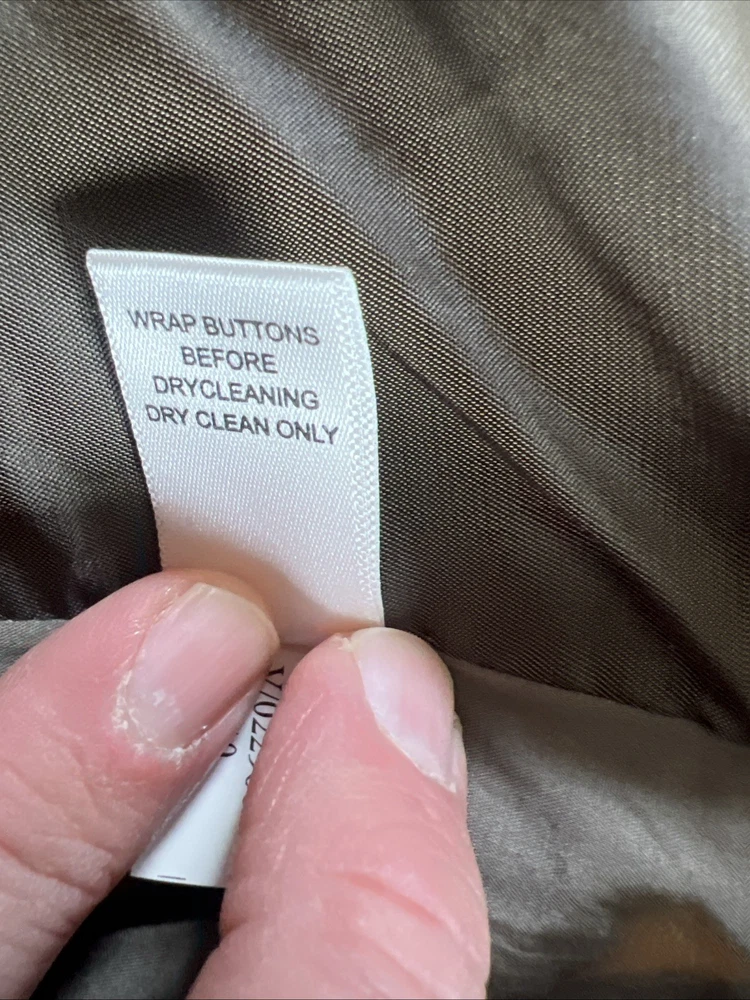 WRAP BUTTONS
BEFORE
DRYCLEANING
DRY CLEAN ONLY